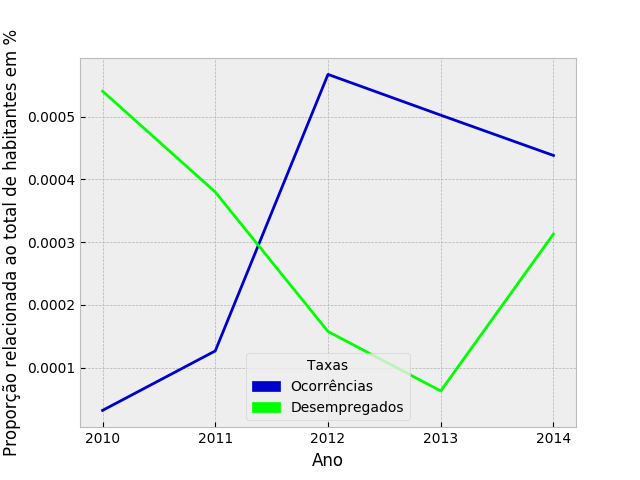 Proporção relacionada ao total de habitantes em %
0.0005
0.0004
0.0003
0.0002
0.0001
Taxas
Ocorrências
Desempregados
2010 2011 2012 2013 2014
Ano